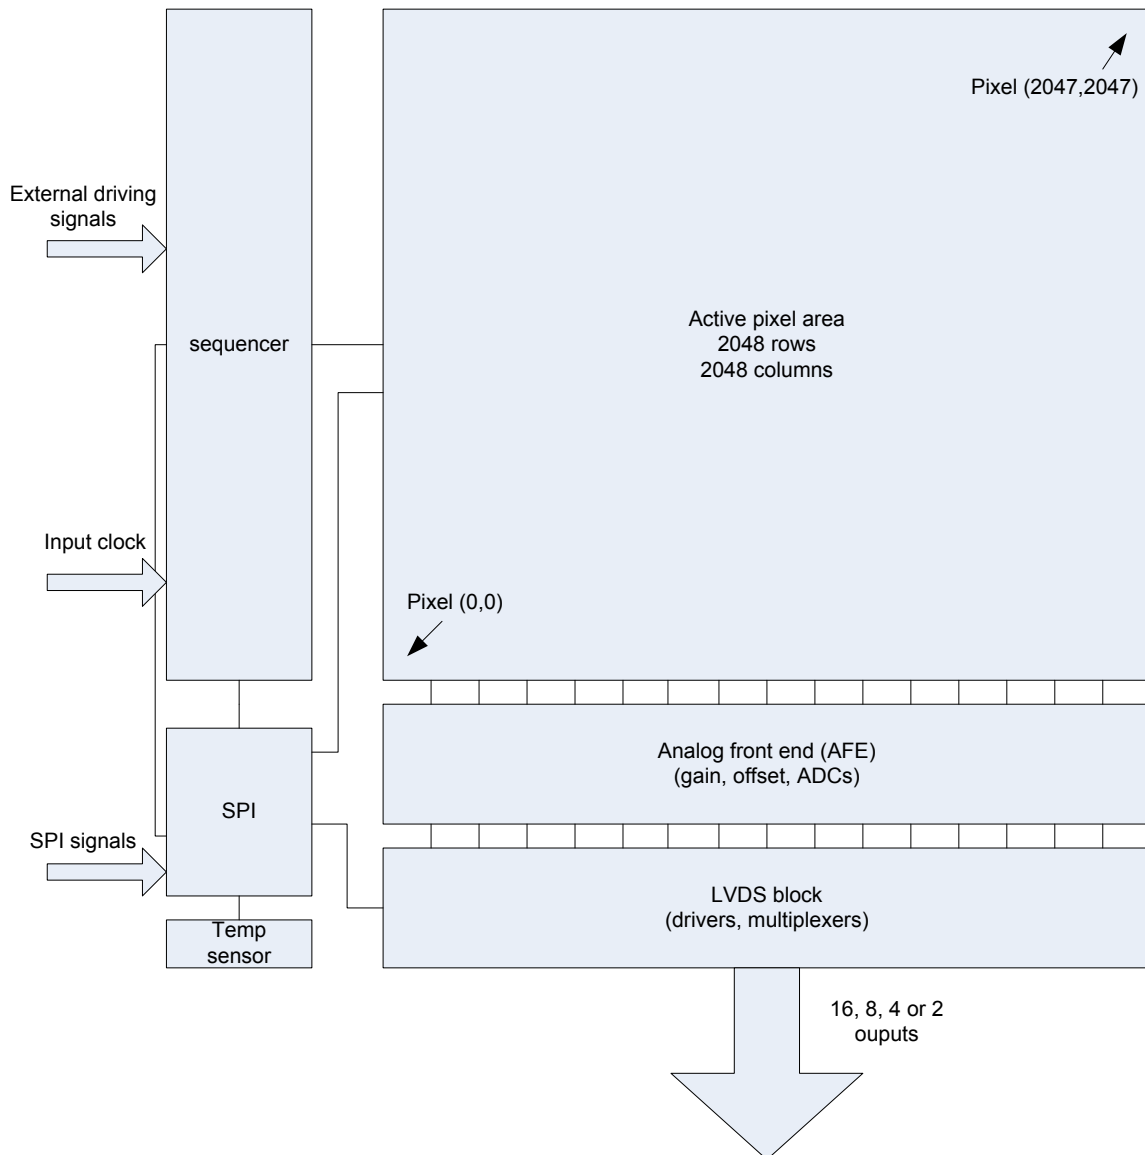 Pixel (2047,2047)
External driving
signals
sequencer
Active pixel area
2048 rows
2048 columns
Input clock
Pixel (0,0)
Analog front end (AFE)
(gain, offset, ADCs)
SPI
SPI signals
LVDS block
(drivers, multiplexers)
Temp
sensor
16, 8, 4 or 2
ouputs